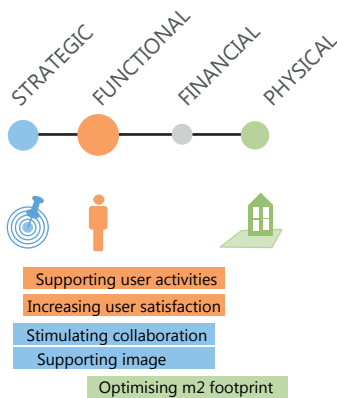 STRATEGIC
FUNCTIONAL
FINANCIAL
PHYSICAL
Supporting user activities
Increasing user satisfaction
Stimulating collaboration
Supporting image
Optimising m2 footprint